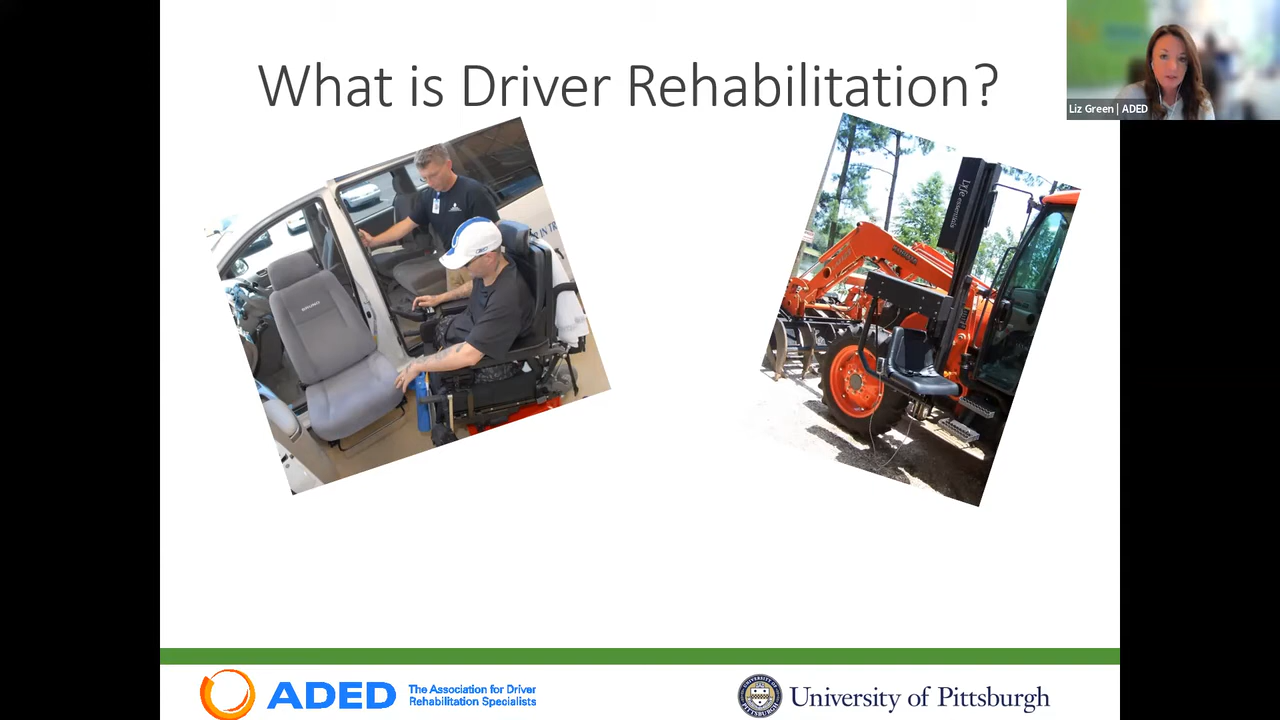 What is Driver Rehabilitation?
Liz Green | ADED
ADED
The Association for Driver
Rehabilitation Specialists
University of Pittsburgh